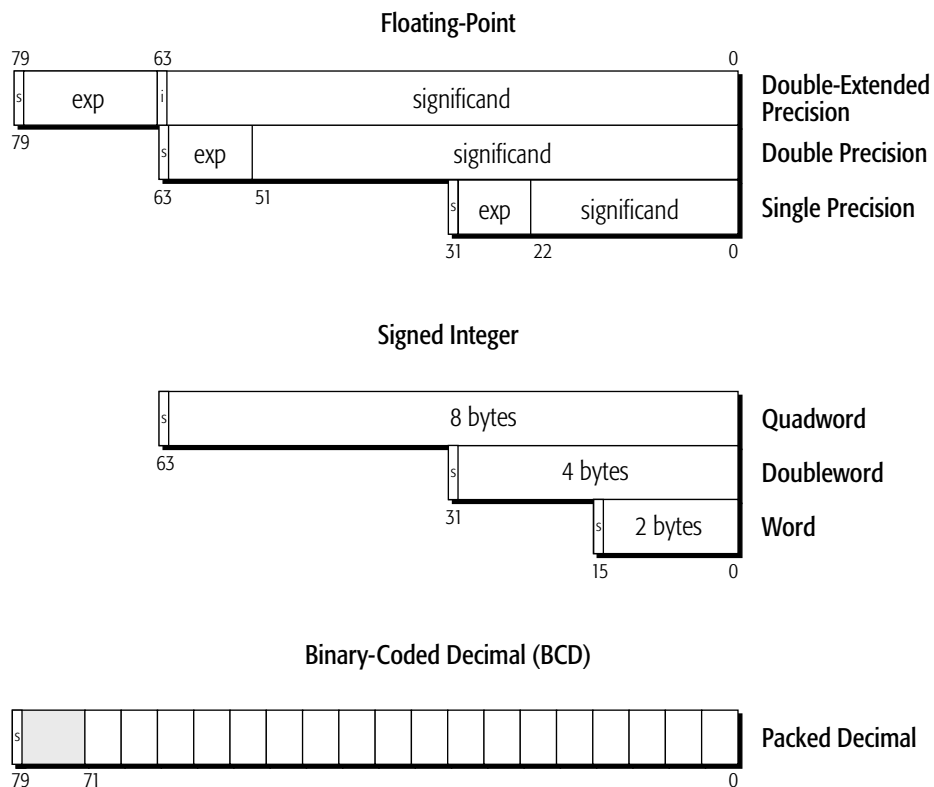 Floating-Point
79 63 0
s exp i significand Double-Extended
Precision
79
s exp significand Double Precision
63 51
s exp significand Single Precision
31 22 0
Signed Integer
s 8 bytes Quadword
63
s 4 bytes Doubleword
31
s 2 bytes Word
15 0
Binary-Coded Decimal (BCD)
s Packed Decimal
79 71 0